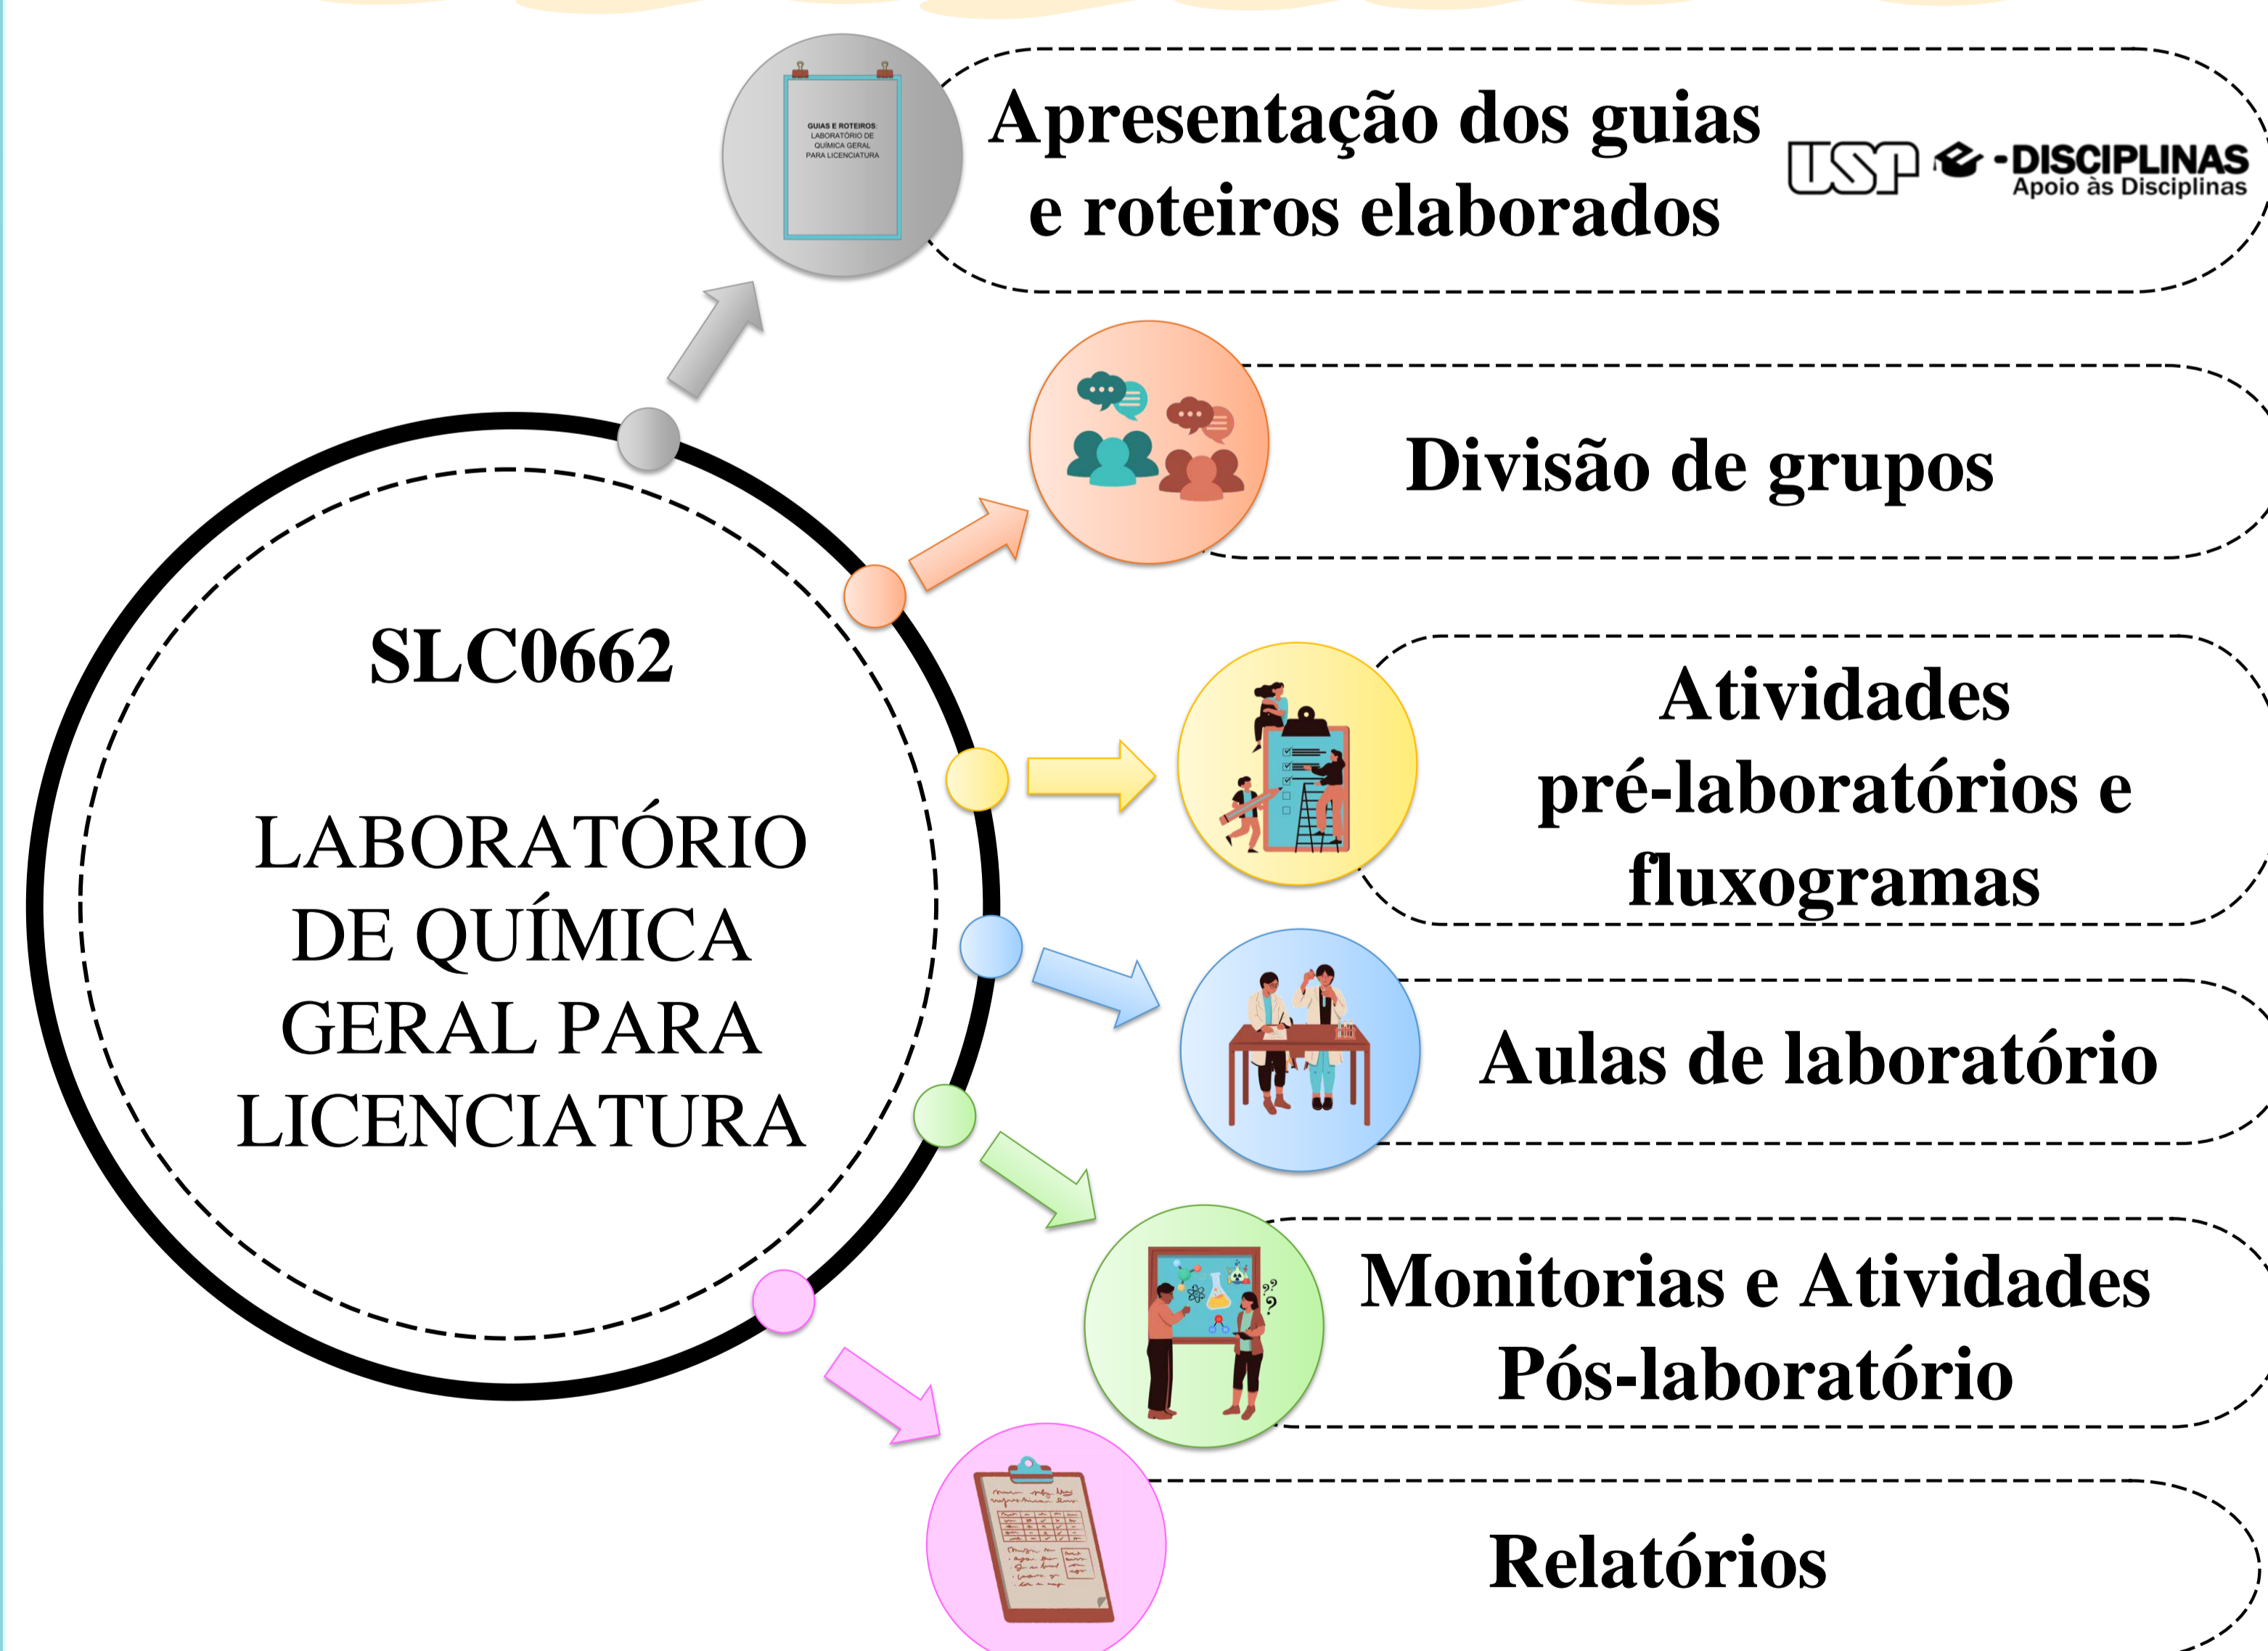 GUIAS E ROTEIROS:
LABORATÓRIO DE
QUÍMICA GERAL
PARA LICENCIATURA
Apresentação dos guias
e roteiros elaborados
USP e -DISCIPLINAS
Apoio às Disciplinas
Divisão de grupos
SLC0662
LABORATÓRIO
DE QUÍMICA
GERAL PARA
LICENCIATURA
Atividades
pré-laboratórios e
fluxogramas
Aulas de laboratório
Monitorias e Atividades
Pós-laboratório
???
Relatórios